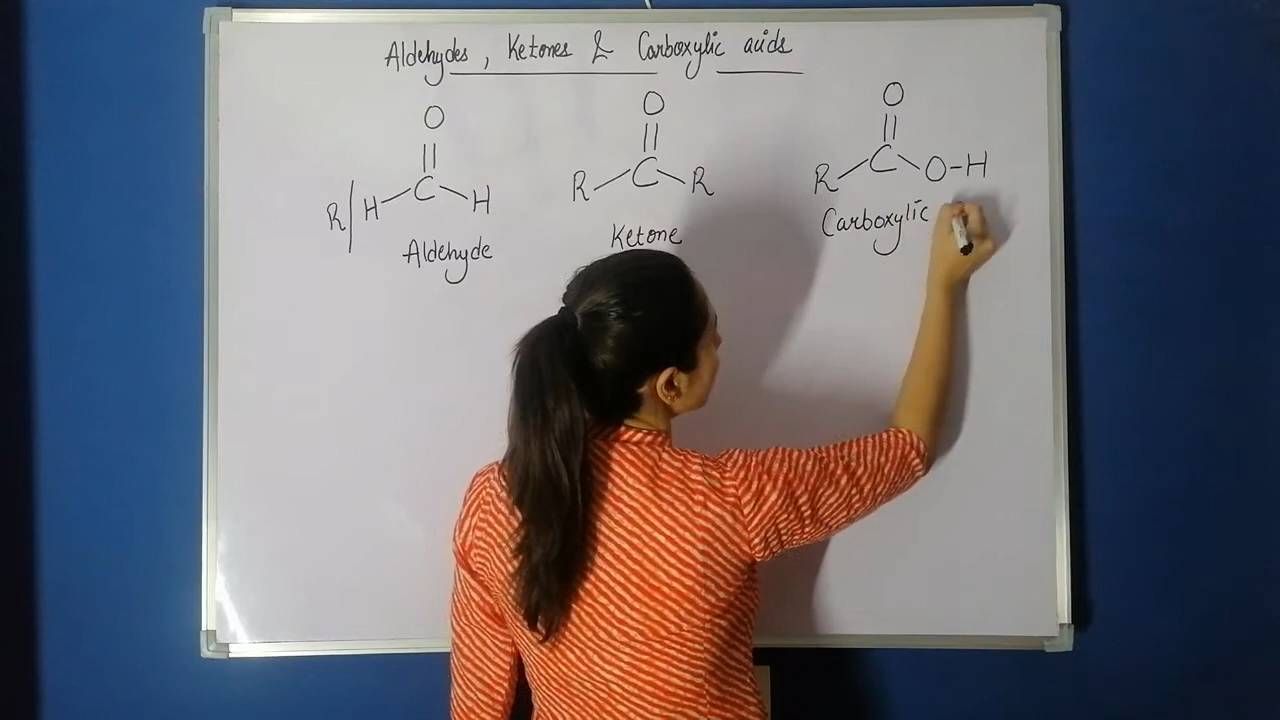 Aldehydes, Ketones & Carboxylic acids
O O O
|| || ||
R/H-C-H R-C-R R-C-O-H
Aldehyde Ketone Carboxylic